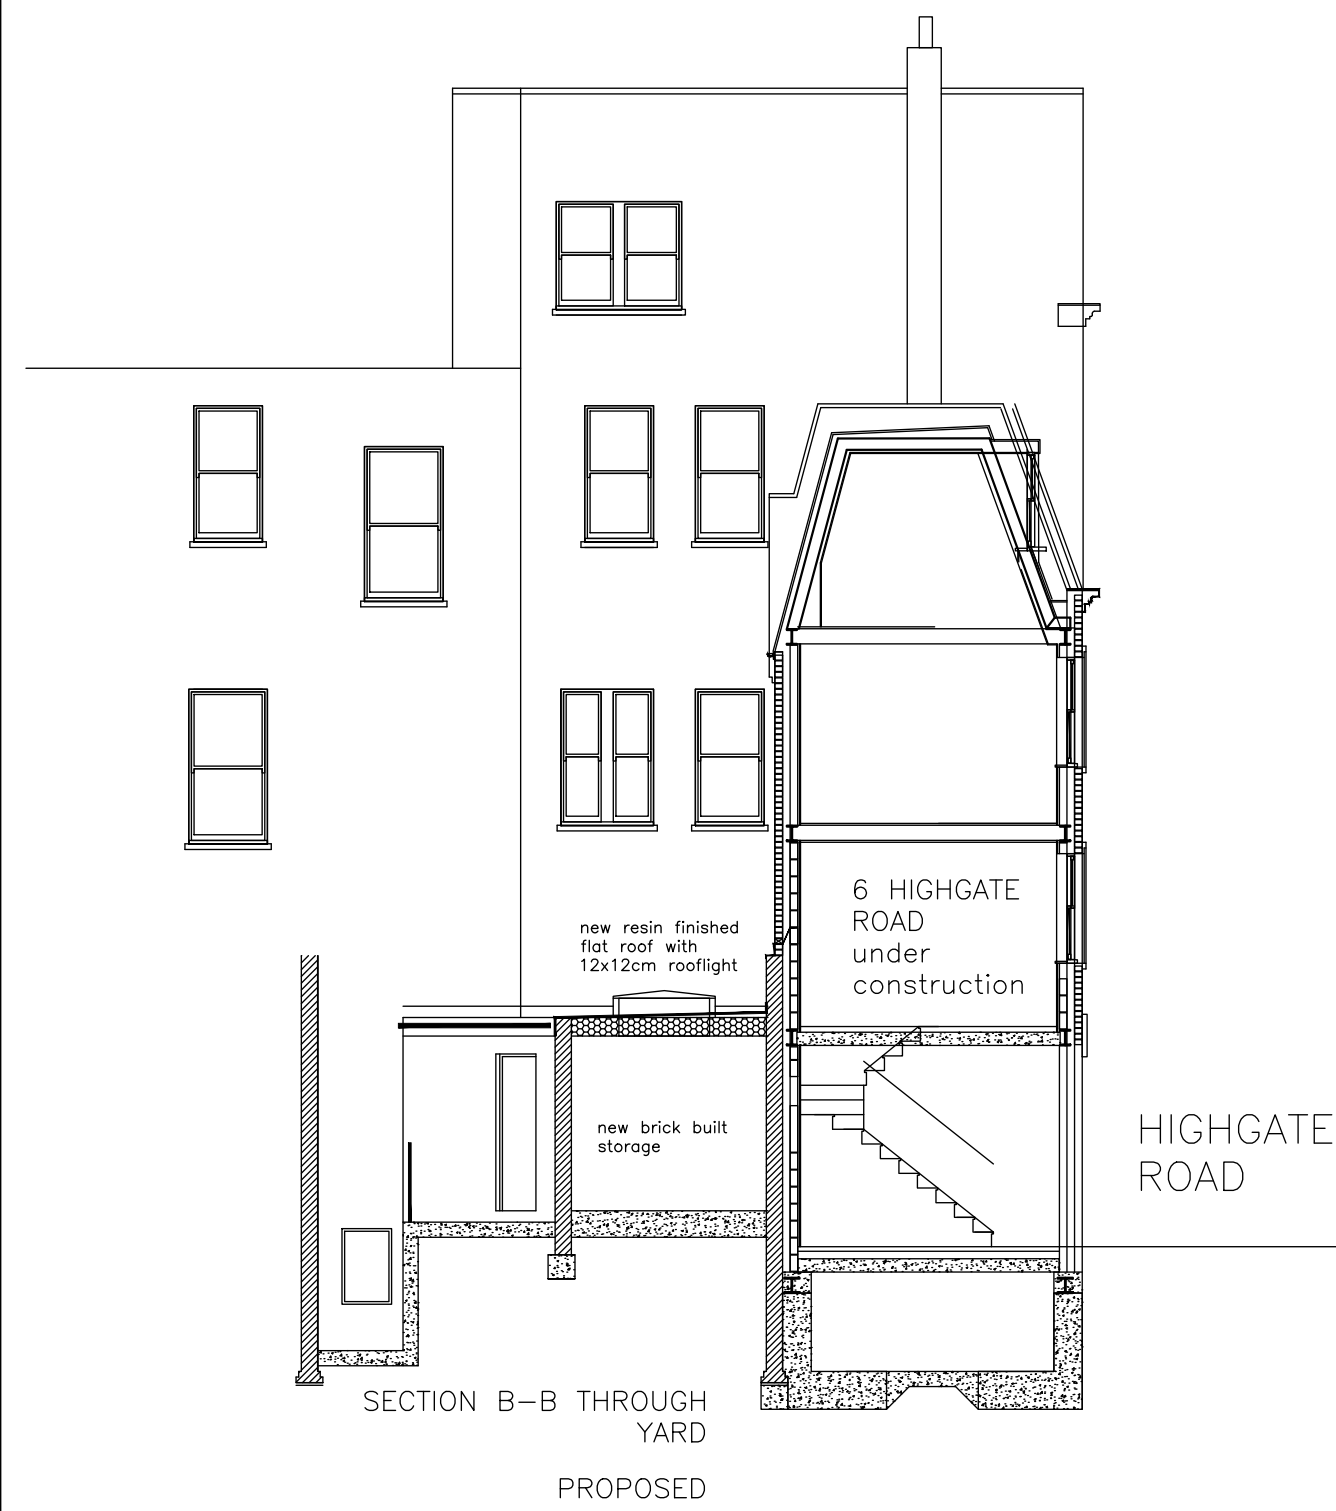 6 HIGHGATE
ROAD
under
construction
new resin finished
flat roof with
12x12cm rooflight
new brick built
storage
HIGHGATE
ROAD
SECTION B-B THROUGH
YARD
PROPOSED